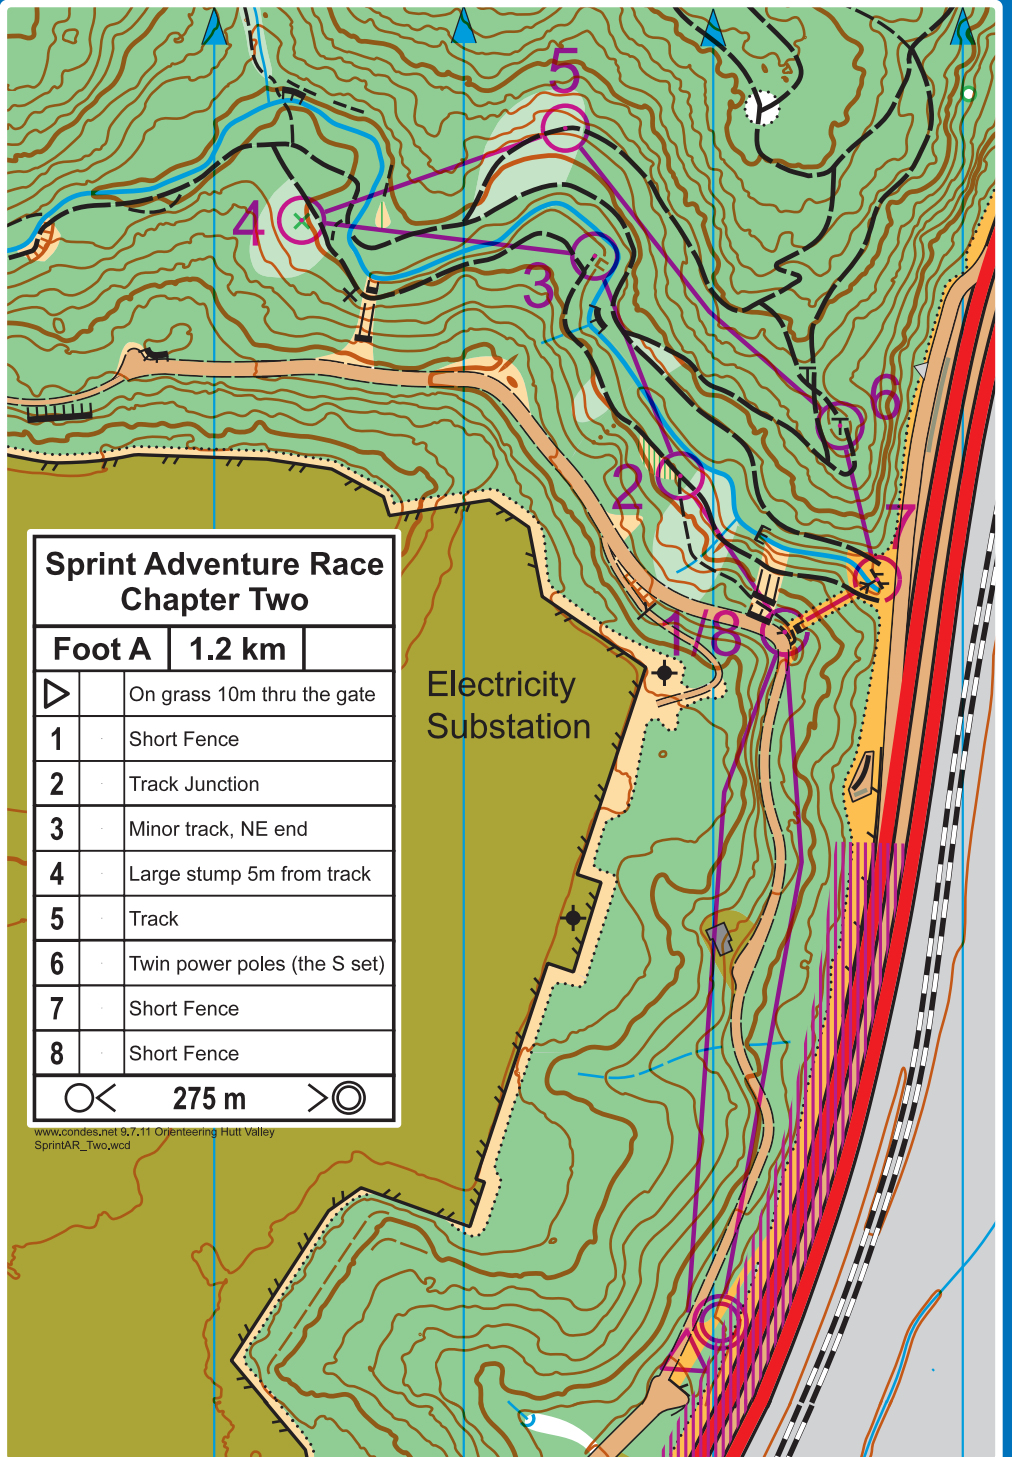 5
4
3
6
2
7
1/8
Electricity
Substation
Sprint Adventure Race
Chapter Two
Foot A 1.2 km
On grass 10m thru the gate
1 Short Fence
2 Track Junction
3 Minor track, NE end
4 Large stump 5m from track
5 Track
6 Twin power poles (the S set)
7 Short Fence
8 Short Fence
275 m
www.condes.net 9.7.11 Orienteering Hutt Valley
SprintAR_Two.wcd